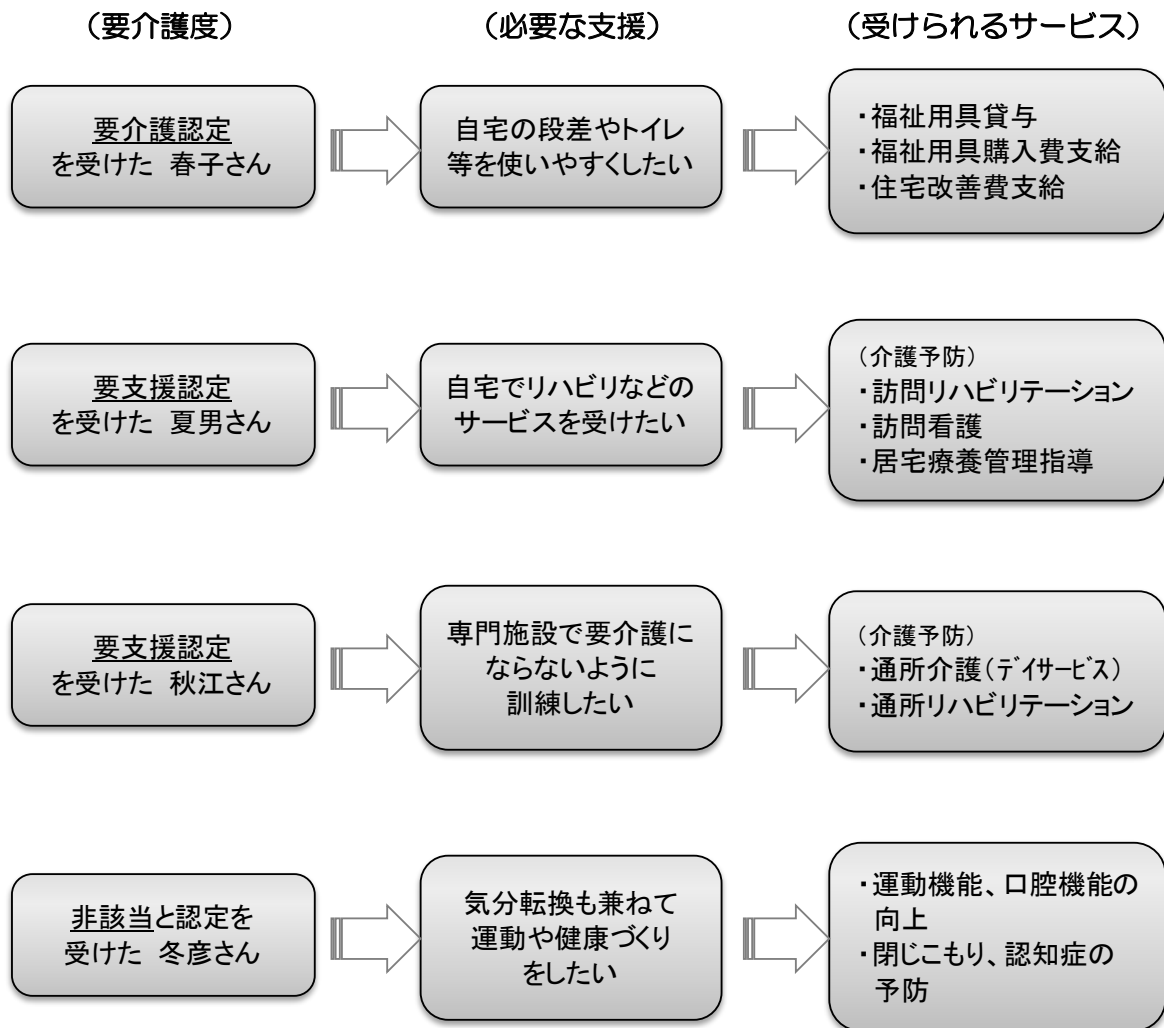 （要介護度）
（必要な支援）
（受けられるサービス）
要介護認定
を受けた 春子さん
自宅の段差やトイレ
等を使いやすくしたい
・福祉用具貸与
・福祉用具購入費支給
・住宅改善費支給
要支援認定
を受けた 夏男さん
自宅でリハビリなどの
サービスを受けたい
（介護予防）
・訪問リハビリテーション
・訪問看護
・居宅療養管理指導
要支援認定
を受けた 秋江さん
専門施設で要介護に
ならないように
訓練したい
（介護予防）
・通所介護（ﾃﾞｲｻｰﾋﾞｽ）
・通所リハビリテーション
非該当と認定を
受けた 冬彦さん
気分転換も兼ねて
運動や健康づくり
をしたい
・運動機能、口腔機能の
向上
・閉じこもり、認知症の
予防